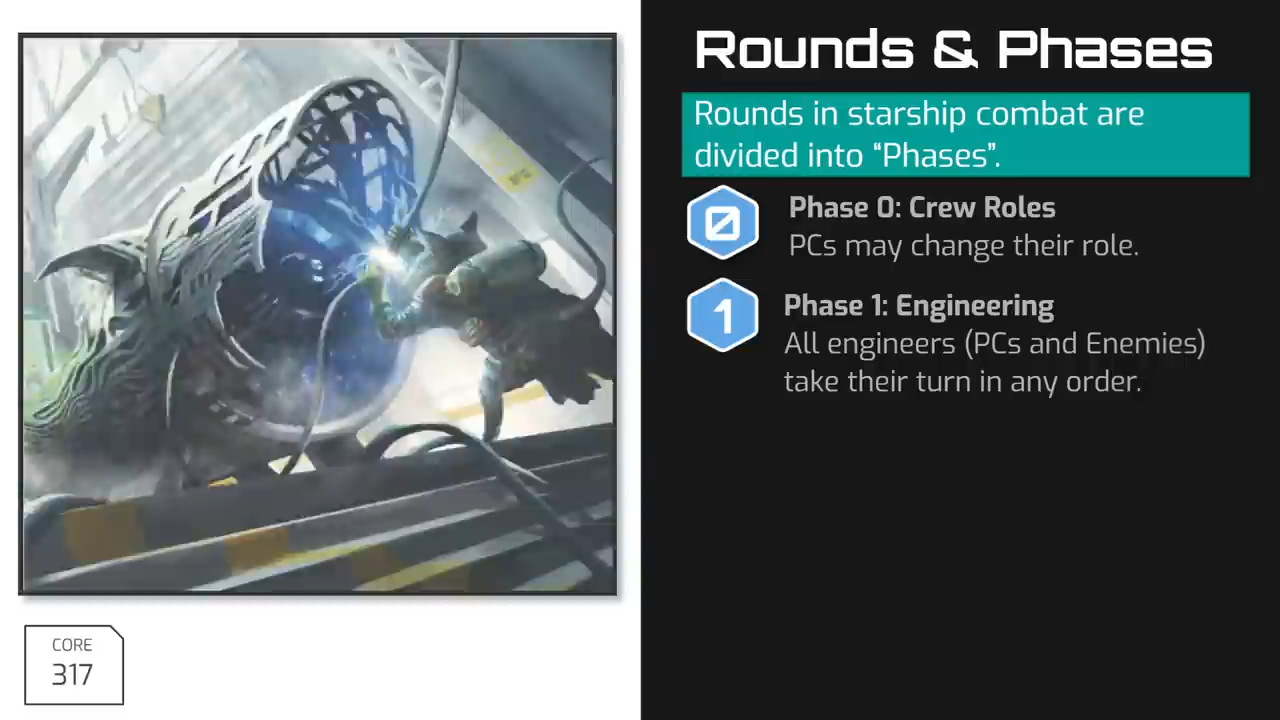 Rounds & Phases
Rounds in starship combat are
divided into “Phases”.
0
Phase 0: Crew Roles
PCs may change their role.
1
Phase 1: Engineering
All engineers (PCs and Enemies)
take their turn in any order.
CORE
317